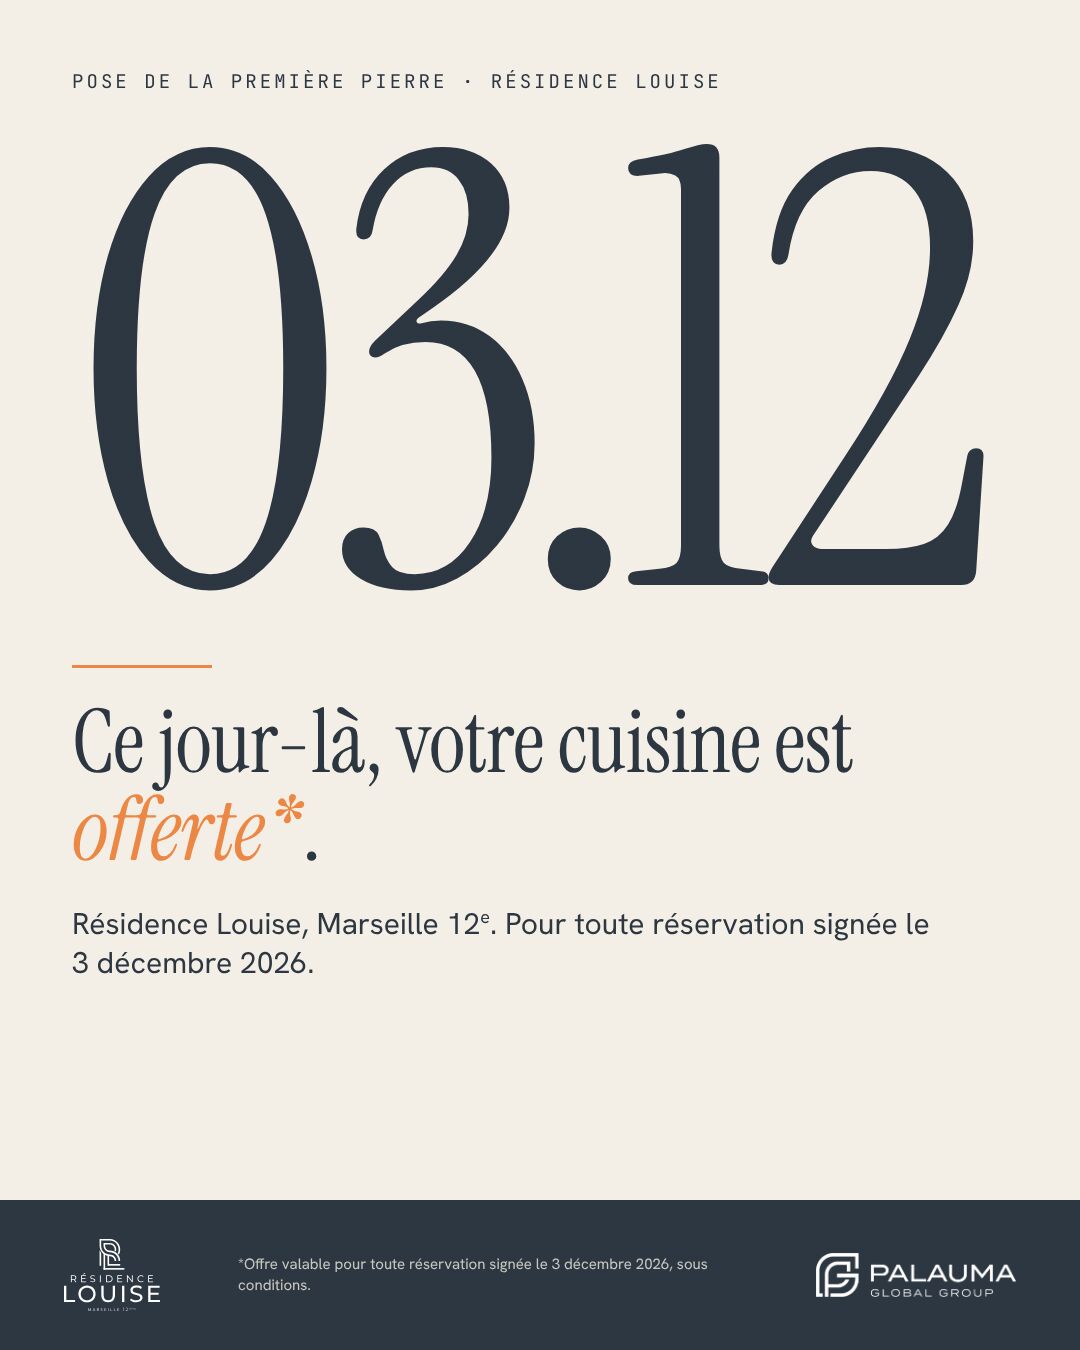 POSE DE LA PREMIÈRE PIERRE · RÉSIDENCE LOUISE
03.12
Ce jour-là, votre cuisine est
offerte*.
Résidence Louise, Marseille 12ᵉ. Pour toute réservation signée le
3 décembre 2026.
RÉSIDENCE
LOUISE
MARSEILLE 12ᵉᵐᵉ
*Offre valable pour toute réservation signée le 3 décembre 2026, sous
conditions.
PALAUMA
GLOBAL GROUP